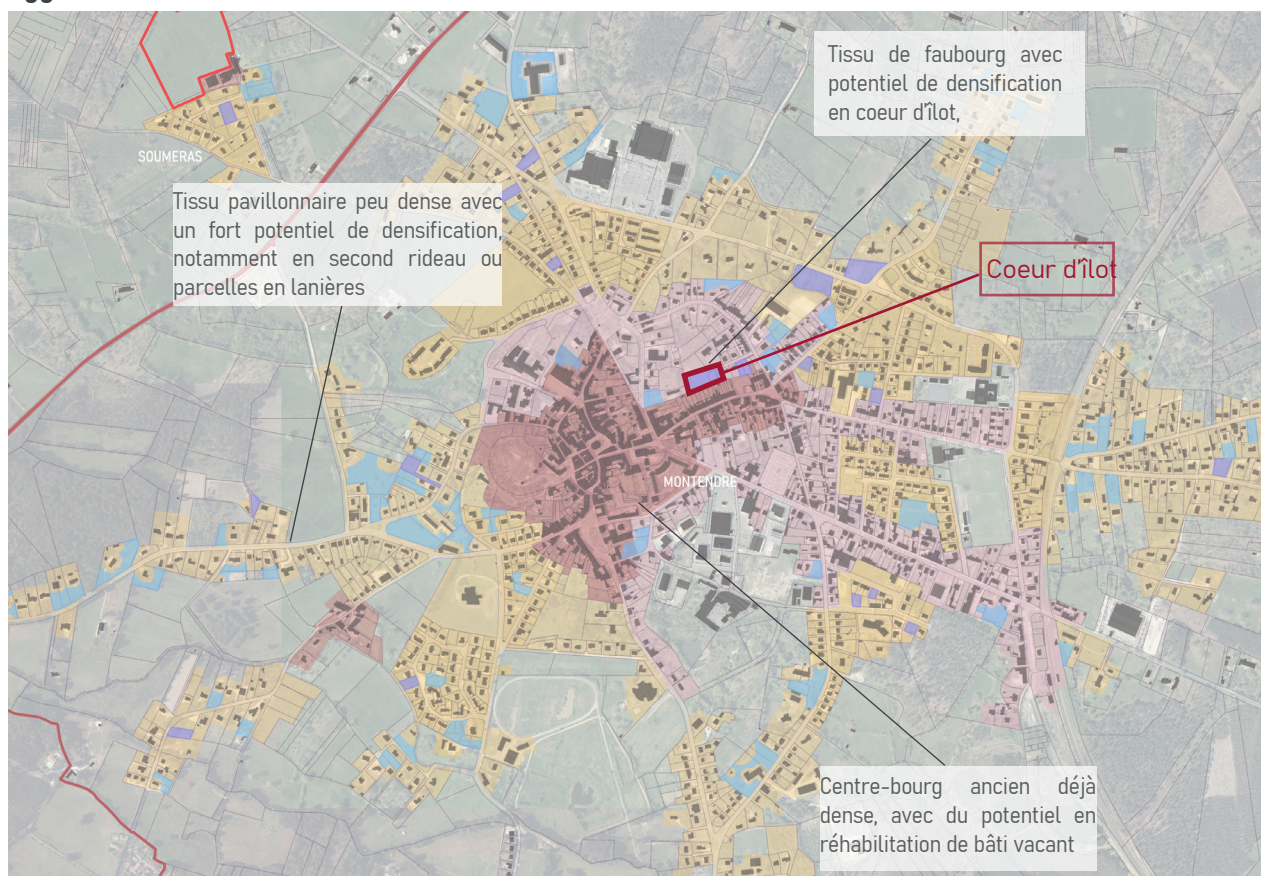 SOUMERAS
Tissu de faubourg avec
potentiel de densification
en coeur d'îlot,
Tissu pavillonnaire peu dense avec
un fort potentiel de densification,
notamment en second rideau ou
parcelles en lanières
Coeur d'îlot
MONTENDRE
Centre-bourg ancien déjà
dense, avec du potentiel en
réhabilitation de bâti vacant